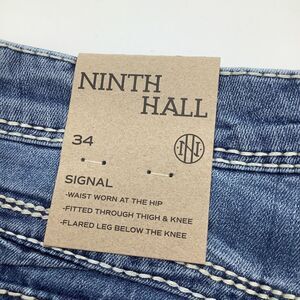 NINTH
HALL
34
SIGNAL
-WAIST WORN AT THE HIP
-FITTED THROUGH THIGH & KNEE
-FLARED LEG BELOW THE KNEE